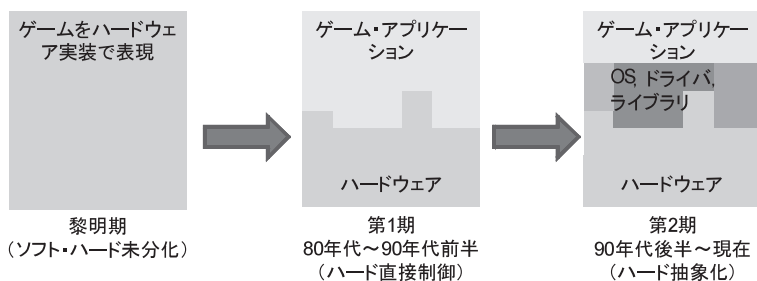 ゲームをハードウェ
ア実装で表現
黎明期
(ソフト・ハード未分化)
ゲーム・アプリケー
ション
ハードウェア
第1期
80年代～90年代前半
(ハード直接制御)
ゲーム・アプリケー
ション
OS, ドライバ,
ライブラリ
ハードウェア
第2期
90年代後半～現在
(ハード抽象化)